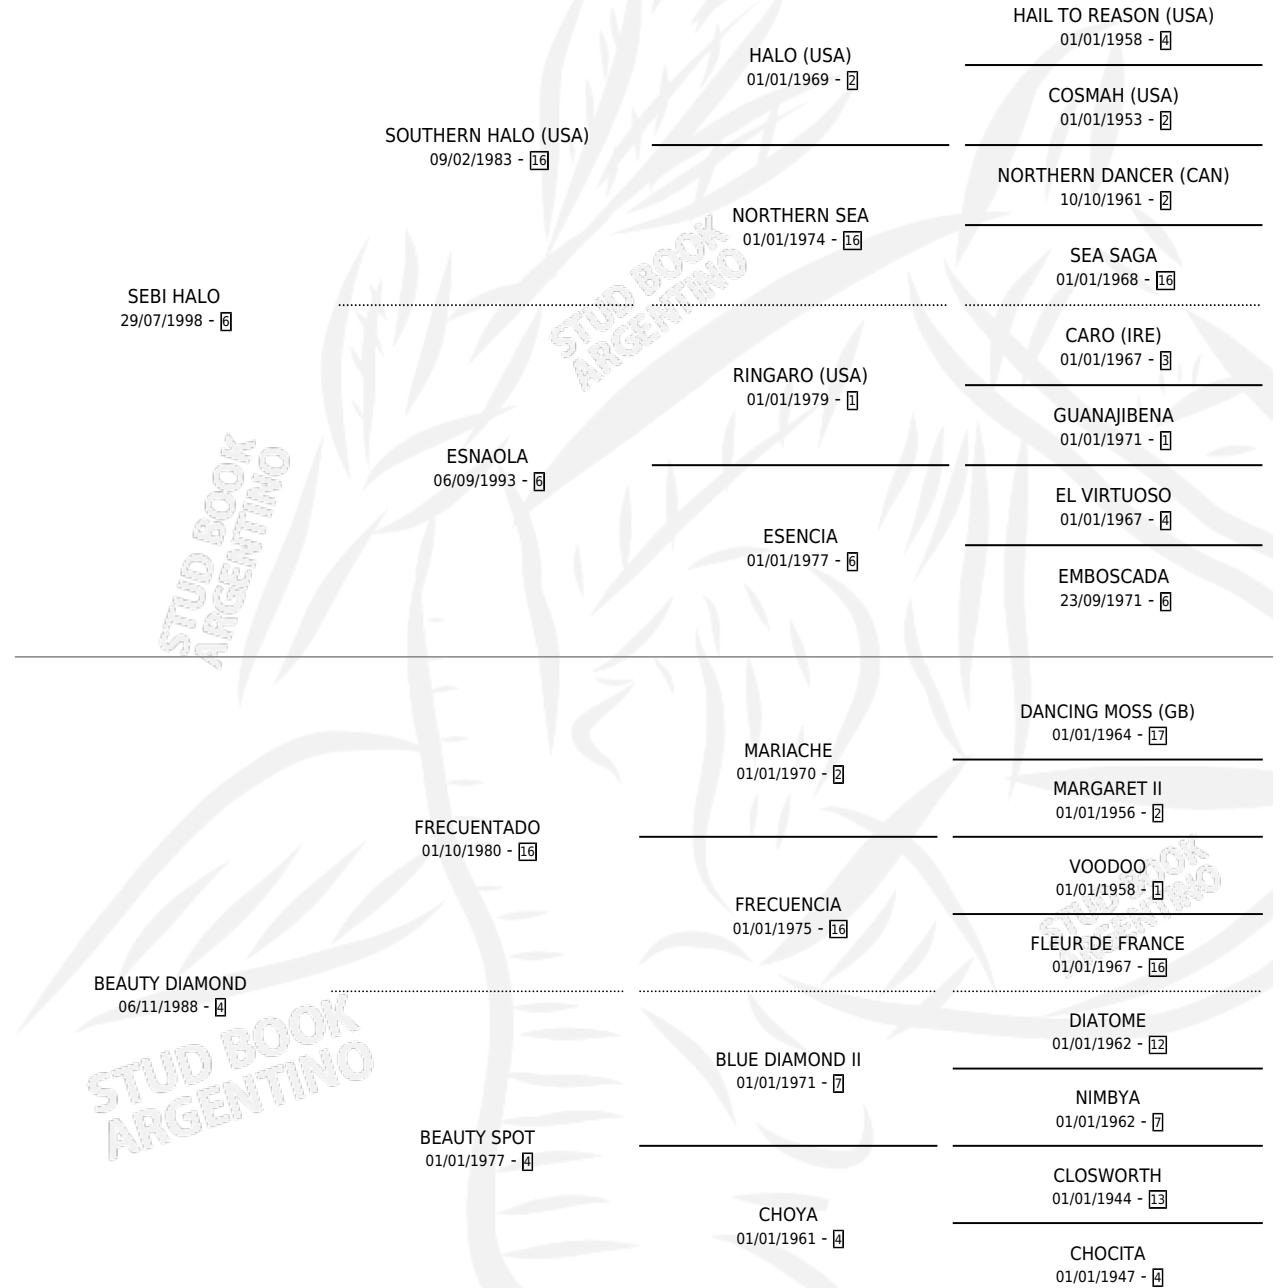 HAIL TO REASON (USA)
01/01/1958 - 4
HALO (USA)
01/01/1969 - 2
COSMAH (USA)
01/01/1953 - 2
SOUTHERN HALO (USA)
09/02/1983 - 16
NORTHERN DANCER (CAN)
10/10/1961 - 2
NORTHERN SEA
01/01/1974 - 16
SEA SAGA
01/01/1968 - 16
SEBI HALO
29/07/1998 - 6
CARO (IRE)
01/01/1967 - 3
RINGARO (USA)
01/01/1979 - 1
GUANAJIBENA
01/01/1971 - 1
ESNAOLA
06/09/1993 - 6
EL VIRTUOSO
01/01/1967 - 4
ESENCIA
01/01/1977 - 6
EMBOSCADA
23/09/1971 - 6
STUD BOOK
ARGENTINO
STUD BOOK
ARGENTINO
DANCING MOSS (GB)
01/01/1964 - 17
MARIACHE
01/01/1970 - 2
MARGARET II
01/01/1956 - 2
FRECUENTADO
01/10/1980 - 16
VOODOO
01/01/1958 - 1
FRECUENCIA
01/01/1975 - 16
FLEUR DE FRANCE
01/01/1967 - 16
BEAUTY DIAMOND
06/11/1988 - 4
DIATOME
01/01/1962 - 12
BLUE DIAMOND II
01/01/1971 - 7
NIMBYA
01/01/1962 - 7
BEAUTY SPOT
01/01/1977 - 4
CLOSWORTH
01/01/1944 - 13
CHOYA
01/01/1961 - 4
CHOCITA
01/01/1947 - 4
STUD BOOK
ARGENTINO
STUD BOOK
ARGENTINO